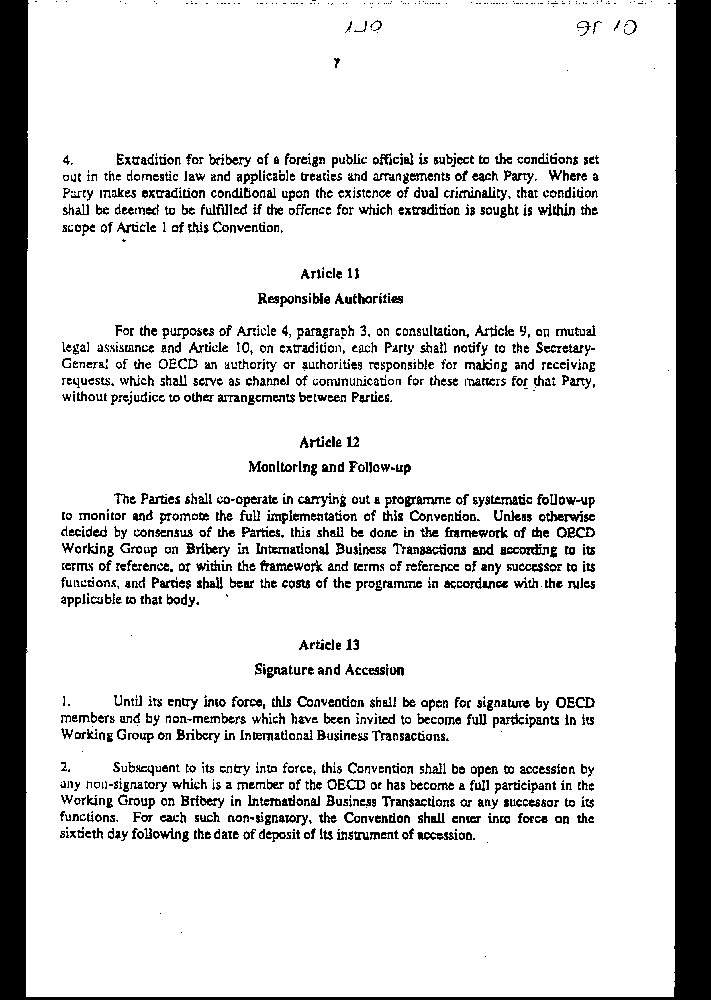 7
4. Extradition for bribery of a foreign public official is subject to the conditions set
out in the domestic law and applicable treaties and arrangements of each Party. Where a
Party makes extradition conditional upon the existence of dual criminality, that condition
shall be deemed to be fulfilled if the offence for which extradition is sought is within the
scope of Article 1 of this Convention.
Article 11
Responsible Authorities
For the purposes of Article 4, paragraph 3, on consultation, Article 9, on mutual
legal assistance and Article 10, on extradition, each Party shall notify to the Secretary-
General of the OECD an authority or authorities responsible for making and receiving
requests, which shall serve as channel of communication for these matters for that Party,
without prejudice to other arrangements between Parties.
Article 12
Monitoring and Follow-up
The Parties shall co-operate in carrying out a programme of systematic follow-up
to monitor and promote the full implementation of this Convention. Unless otherwise
decided by consensus of the Parties, this shall be done in the framework of the OECD
Working Group on Bribery in International Business Transactions and according to its
terms of reference, or within the framework and terms of reference of any successor to its
functions, and Parties shall bear the costs of the programme in accordance with the rules
applicable to that body.
Article 13
Signature and Accession
1. Until its entry into force, this Convention shall be open for signature by OECD
members and by non-members which have been invited to become full participants in its
Working Group on Bribery in International Business Transactions.
2. Subsequent to its entry into force, this Convention shall be open to accession by
any non-signatory which is a member of the OECD or has become a full participant in the
Working Group on Bribery in International Business Transactions or any successor to its
functions. For each such non-signatory, the Convention shall enter into force on the
sixtieth day following the date of deposit of its instrument of accession.